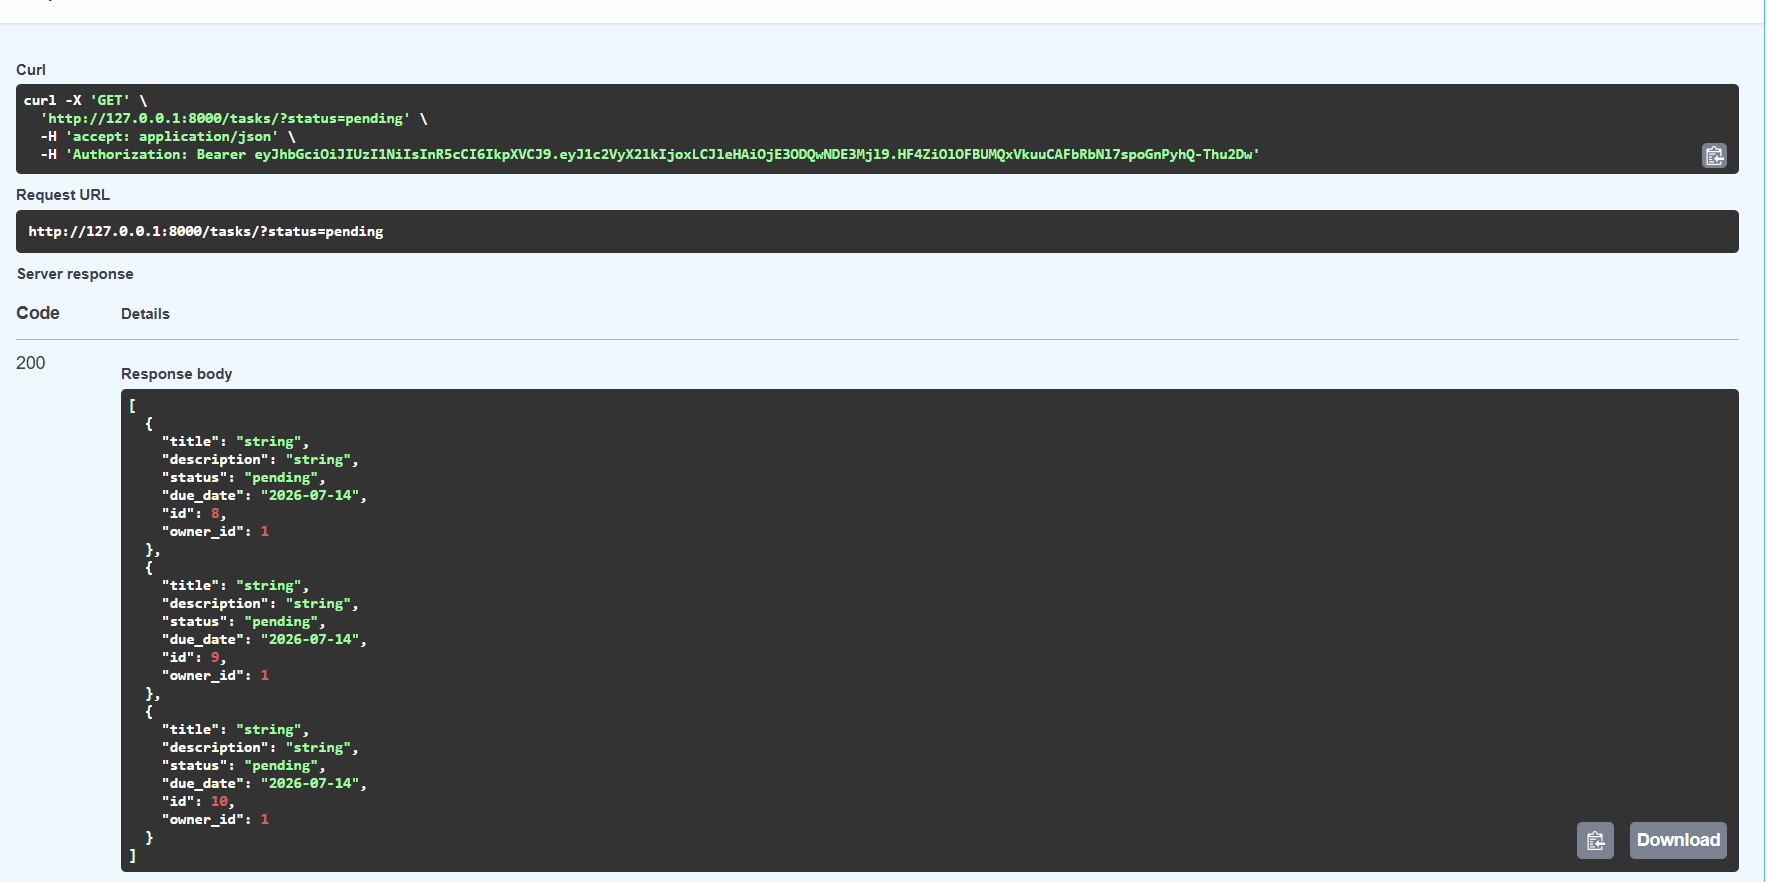 Curl
curl -X 'GET' \
'http://127.0.0.1:8000/tasks/?status=pending' \
-H 'accept: application/json' \
-H 'Authorization: Bearer eyJhbGciOiJIUzI1NiIsInR5cCI6IkpXVCJ9.eyJ1c2VyX2lkIjoxLCJleHAiOjE3ODQwNDE3Mjl9.HF4ZiOlOFBUMQxVkuuCAFbRbNl7spoGnPyhQ-Thu2Dw'
Request URL
http://127.0.0.1:8000/tasks/?status=pending
Server response
Code Details
200
Response body
[
{
"title": "string",
"description": "string",
"status": "pending",
"due_date": "2026-07-14",
"id": 8,
"owner_id": 1
},
{
"title": "string",
"description": "string",
"status": "pending",
"due_date": "2026-07-14",
"id": 9,
"owner_id": 1
},
{
"title": "string",
"description": "string",
"status": "pending",
"due_date": "2026-07-14",
"id": 10,
"owner_id": 1
}
]
Download